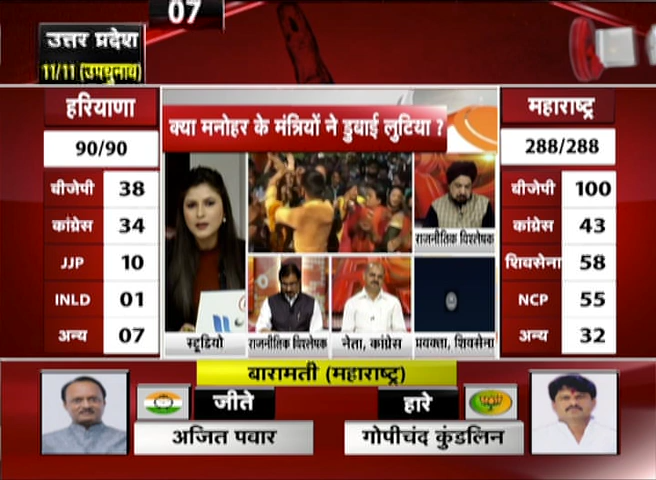 07
उत्तर प्रदेश
11/11 (उपचुनाव)
हरियाणा
90/90
बीजेपी 38
कांग्रेस 34
JJP 10
INLD 01
अन्य 07
क्या मनोहर के मंत्रियों ने डुबाई लुटिया ?
राजनीतिक विश्लेषक
स्टूडियो
राजनीतिक विश्लेषक
नेता, कांग्रेस
प्रवक्ता, शिवसेना
महाराष्ट्र
288/288
बीजेपी 100
कांग्रेस 43
शिवसेना 58
NCP 55
अन्य 32
बारामती (महाराष्ट्र)
जीते
अजित पवार
हारे
गोपीचंद कुंडलिन